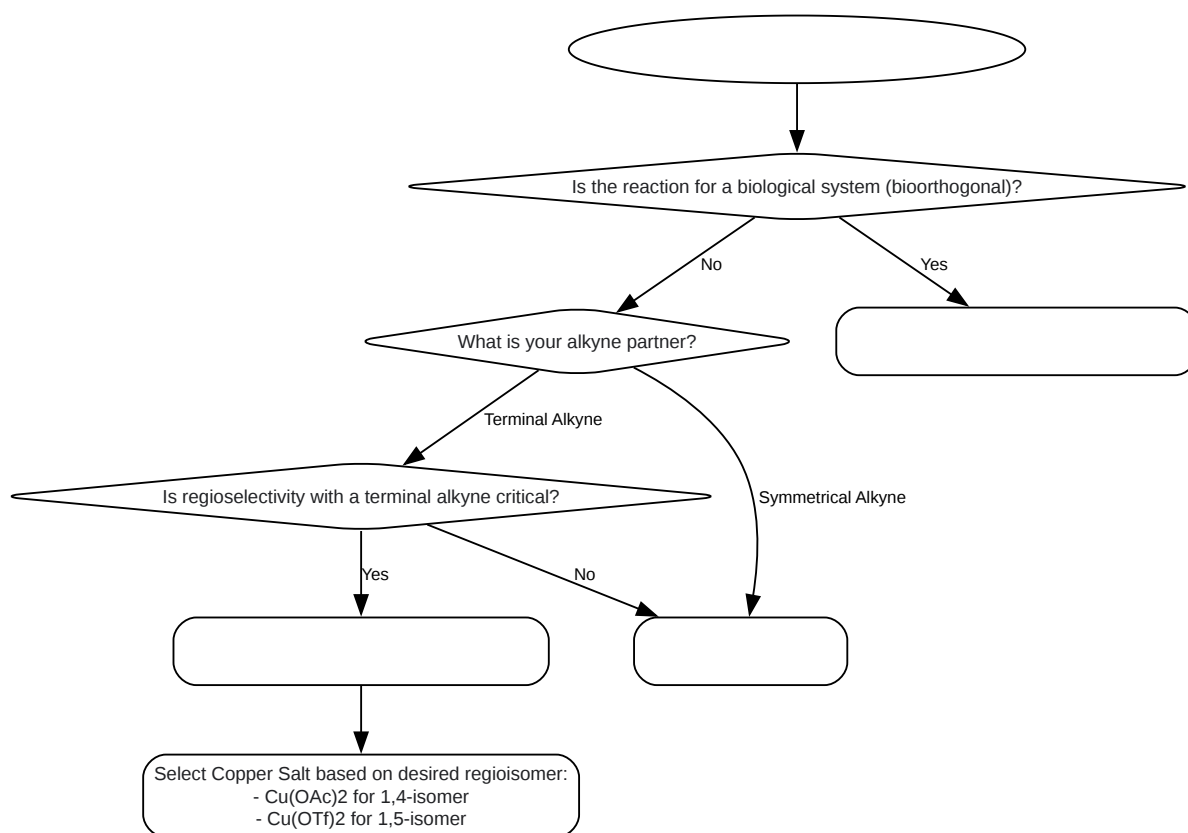 Is the reaction for a biological system (bioorthogonal)?
No
Yes
What is your alkyne partner?
Terminal Alkyne
Is regioselectivity with a terminal alkyne critical?
Symmetrical Alkyne
Yes
No
Select Copper Salt based on desired regioisomer:
- Cu(OAc)2 for 1,4-isomer
- Cu(OTf)2 for 1,5-isomer